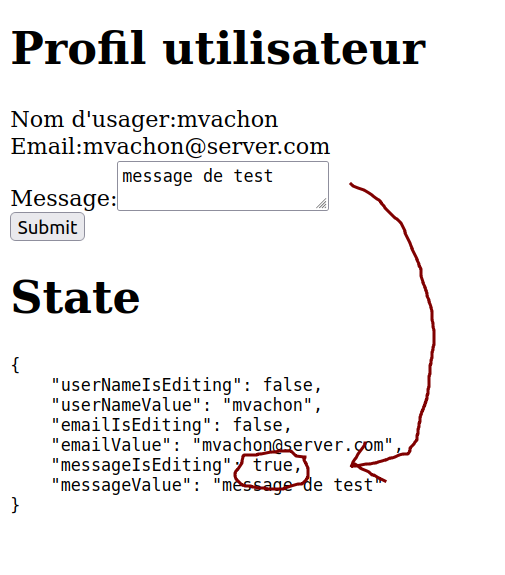 Profil utilisateur
Nom d'usager:mvachon
Email:mvachon@server.com
Message:message de test
Submit
State
{
    "userNameIsEditing": false,
    "userNameValue": "mvachon",
    "emailIsEditing": false,
    "emailValue": "mvachon@server.com",
    "messageIsEditing": true,
    "messageValue": "message de test"
}